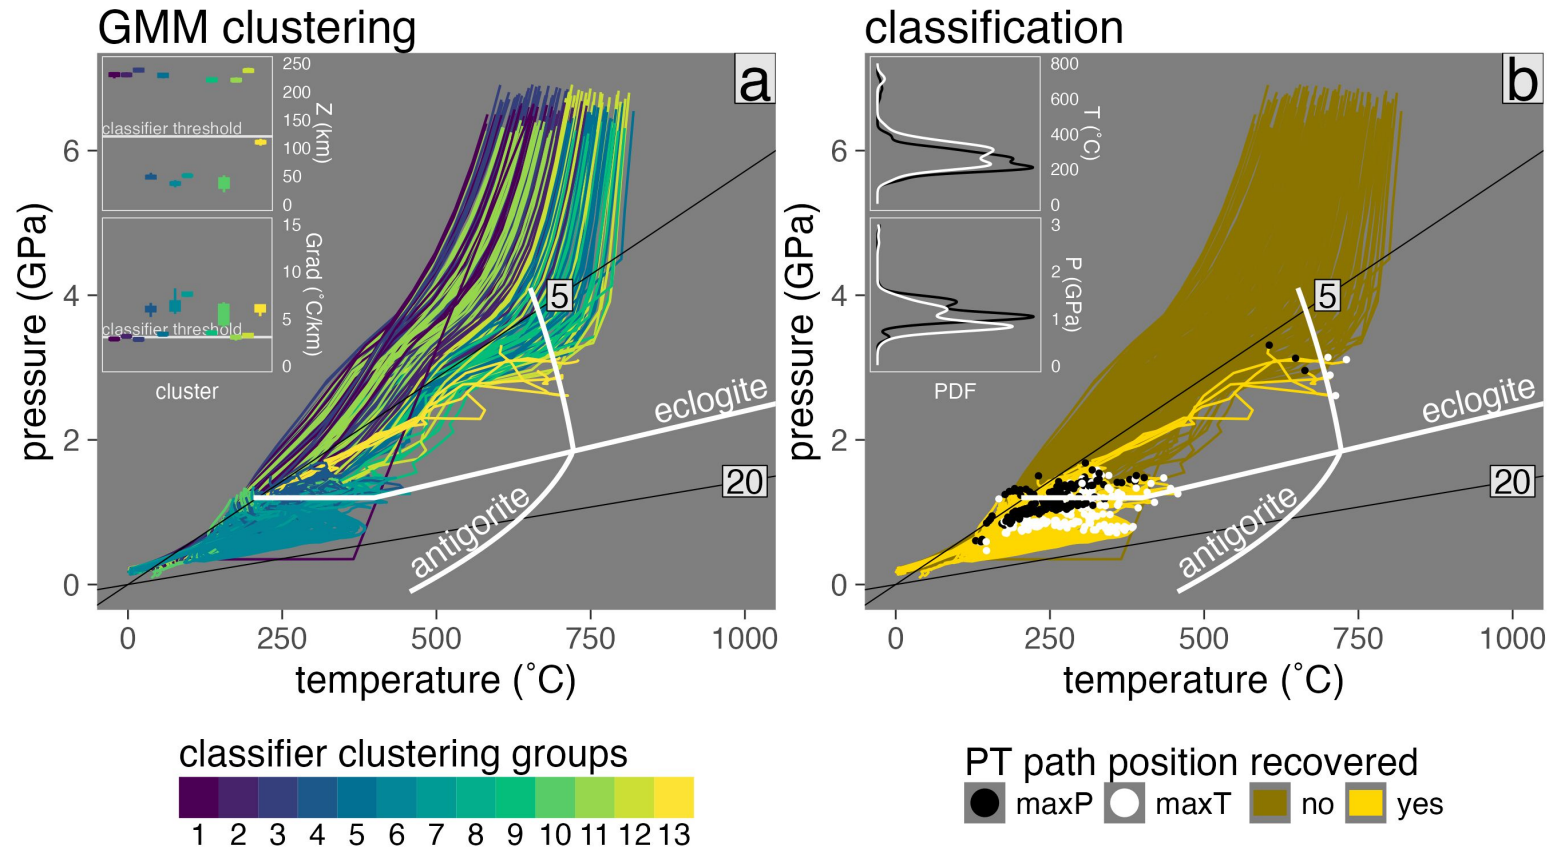 GMM clustering
classification
a
b
250
200
150
100
50
0
Z (km)
classifier threshold
15
10
5
0
Grad (˚C/km)
classifier threshold
cluster
5
20
eclogite
antigorite
6
4
2
0
pressure (GPa)
0
250
500
750
1000
temperature (˚C)
800
600
400
200
0
T (˚C)
3
2
1
0
P (GPa)
PDF
5
20
eclogite
antigorite
6
4
2
0
pressure (GPa)
0
250
500
750
1000
temperature (˚C)
classifier clustering groups
1 2 3 4 5 6 7 8 9 10 11 12 13
PT path position recovered
maxP maxT no yes